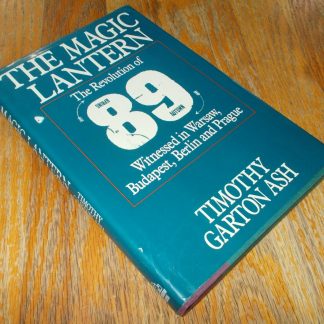 THE MAGIC
LANTERN
The Revolution of
89
Witnessed in Warsaw,
Budapest, Berlin and Prague
TIMOTHY
GARTON ASH
MAGIC LANTERN TIMOTHY